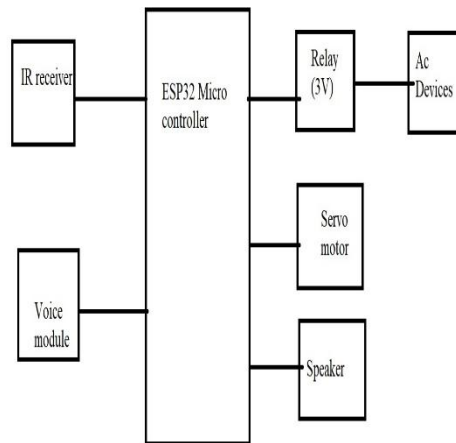 IR receiver
ESP32 Micro
controller
Relay
(3V)
Ac
Devices
Servo
motor
Voice
module
Speaker